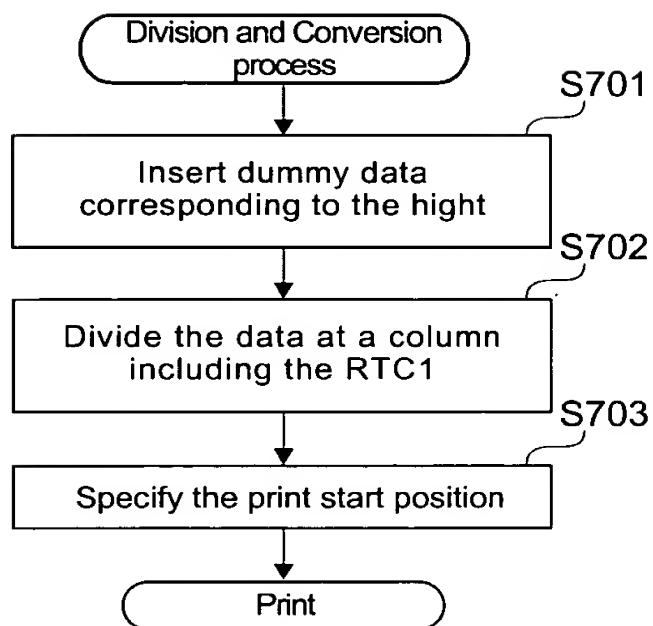 Division and Conversion
process
S701
Insert dummy data
corresponding to the hight
S702
Divide the data at a column
including the RTC1
S703
Specify the print start position
Print